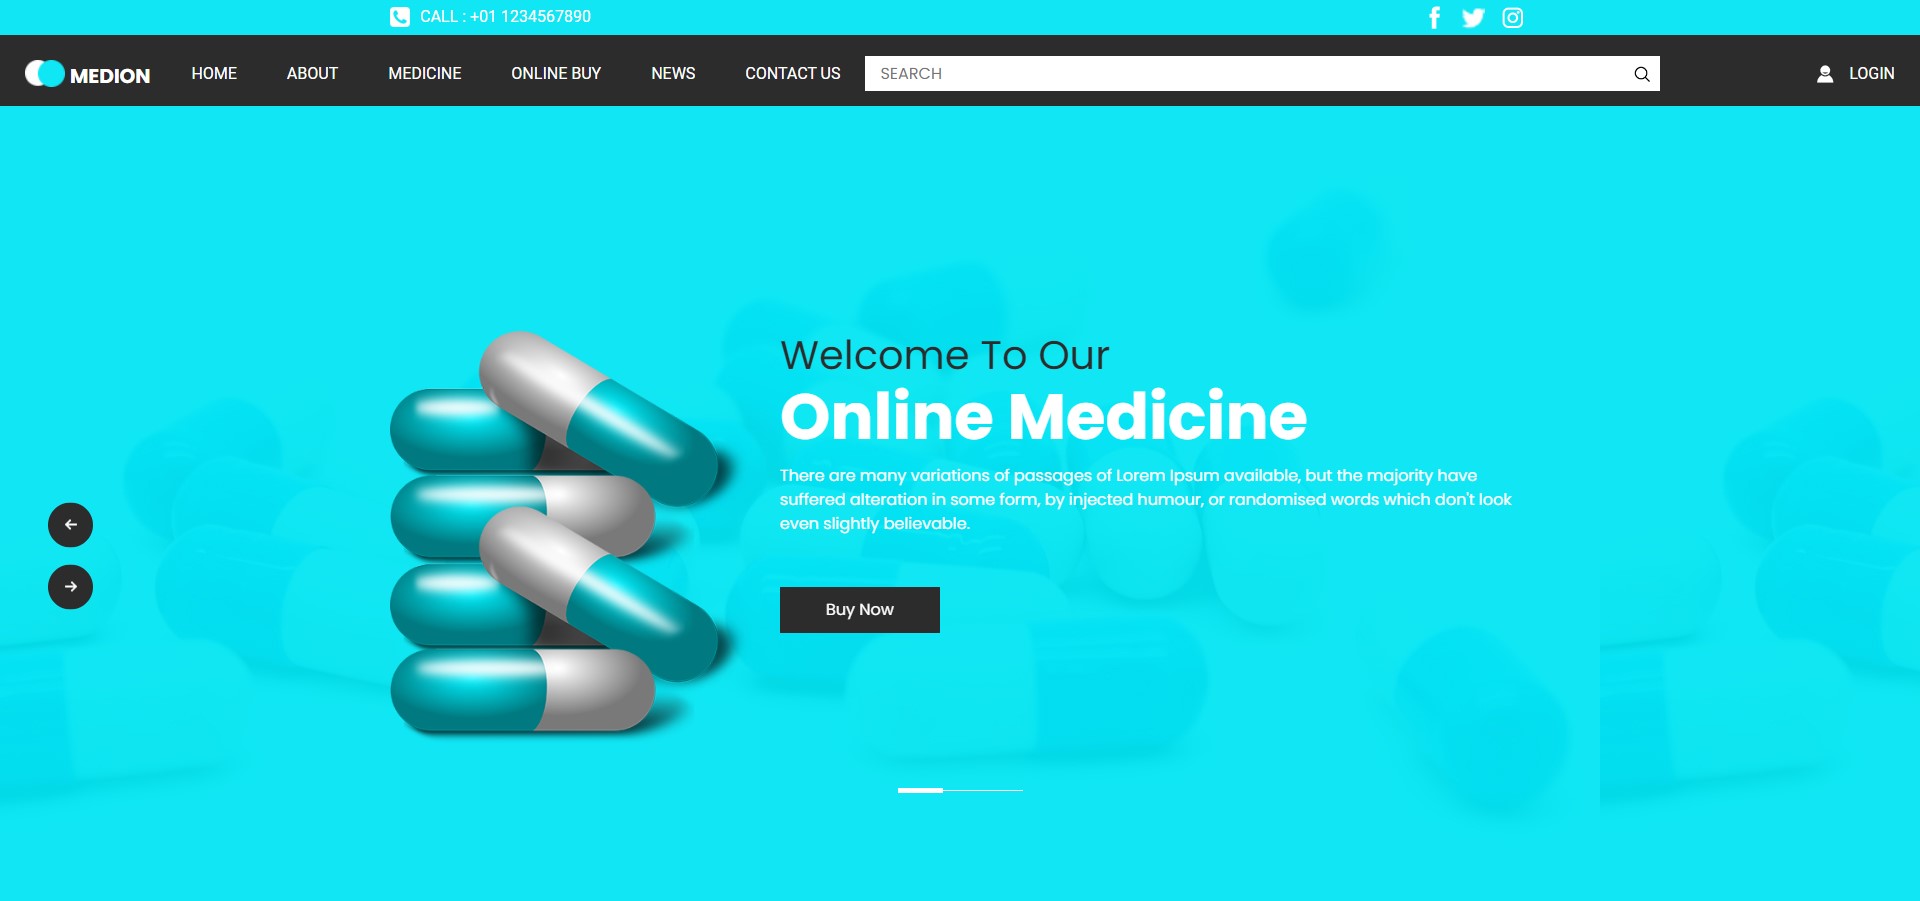 CALL : +01 1234567890
MEDION
HOME
ABOUT
MEDICINE
ONLINE BUY
NEWS
CONTACT US
SEARCH
LOGIN
Welcome To Our
Online Medicine
There are many variations of passages of Lorem Ipsum available, but the majority have
suffered alteration in some form, by injected humour, or randomised words which don't look
even slightly believable.
Buy Now